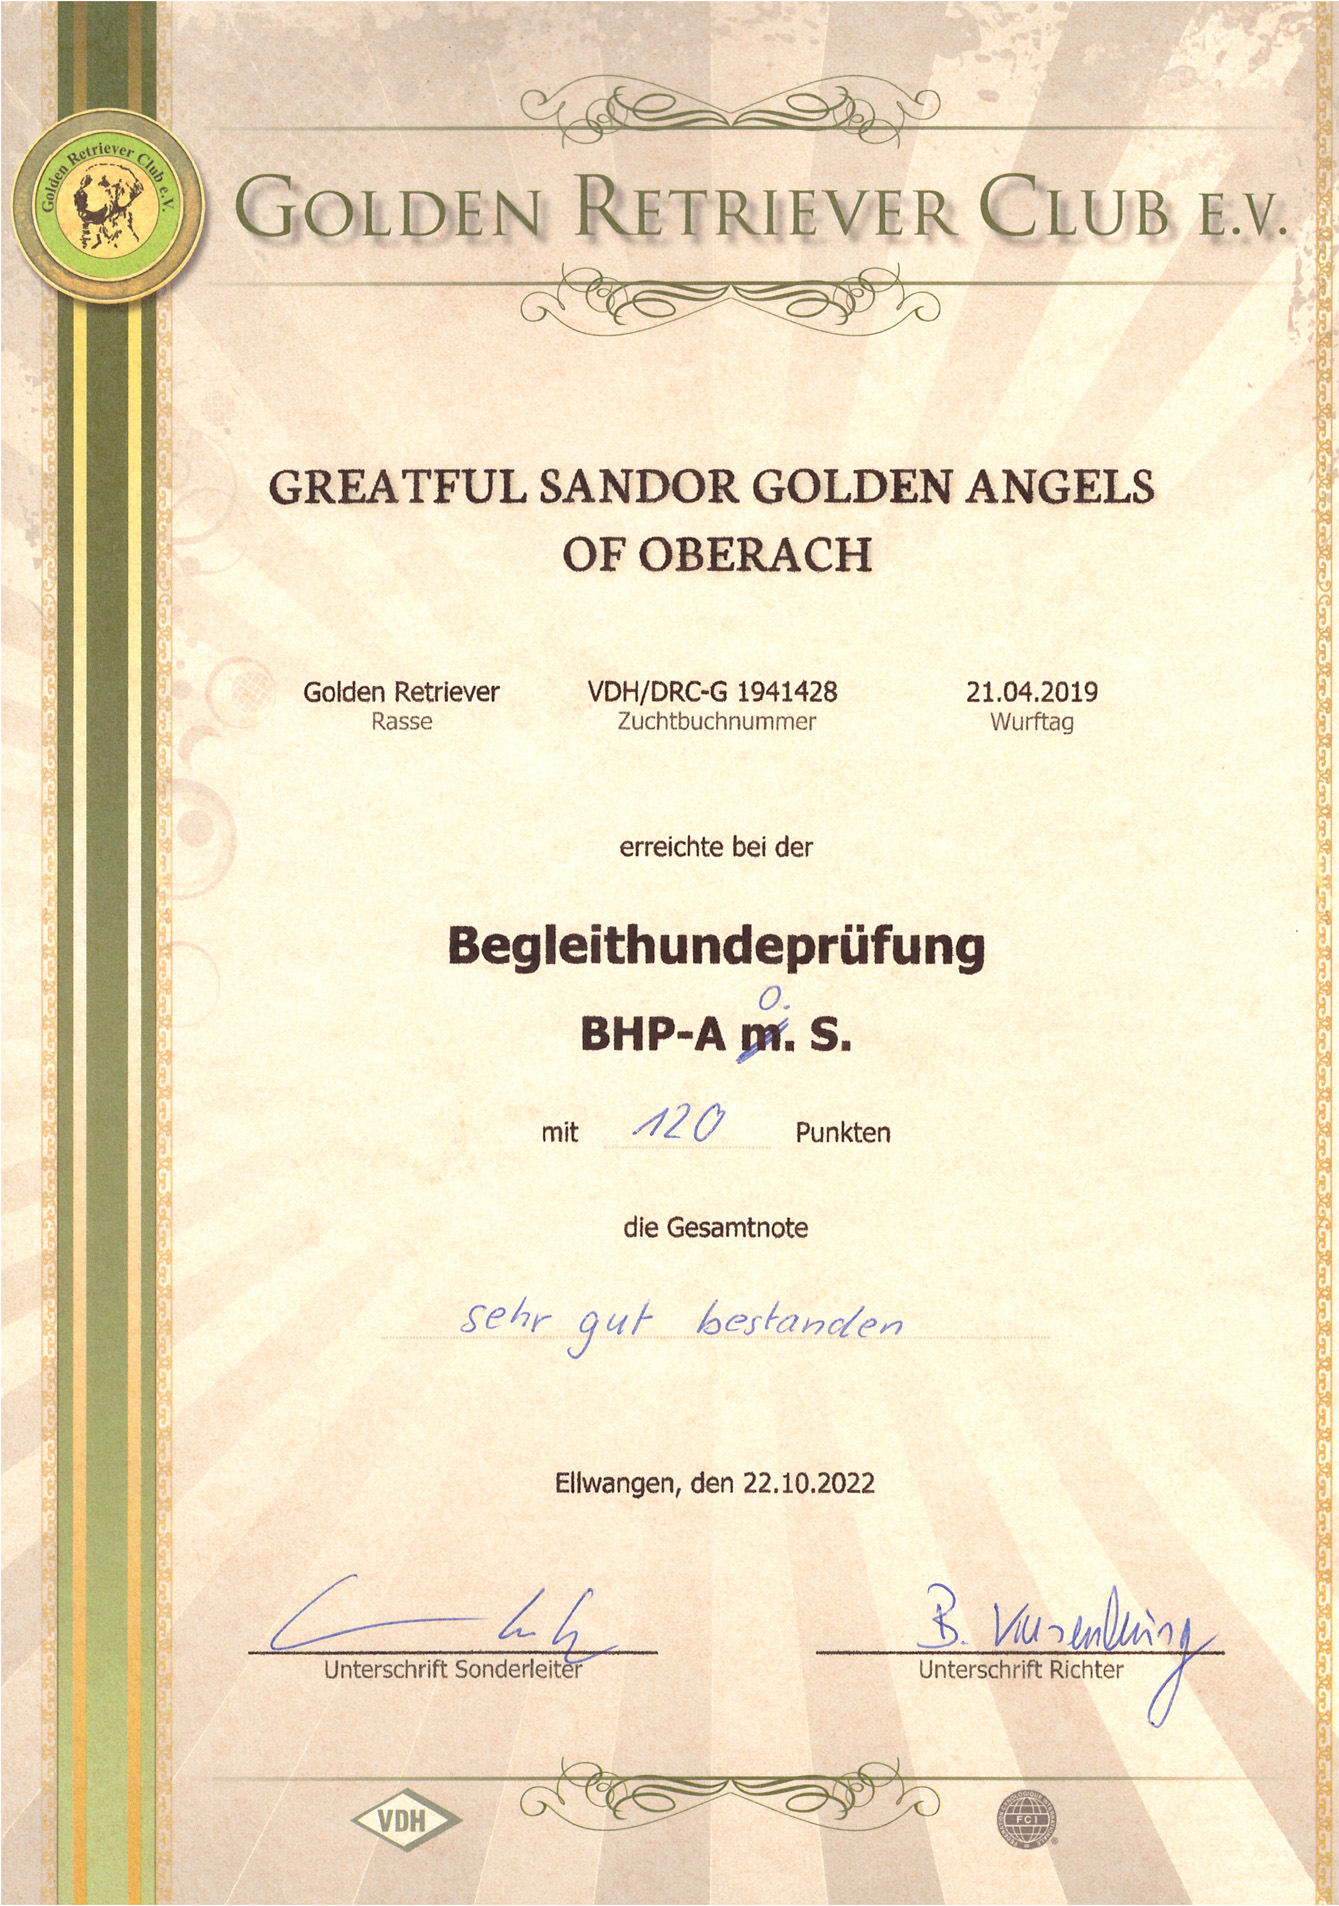 Golden Retriever Club e.V.
GOLDEN RETRIEVER CLUB E.V.
GREATFUL SANDOR GOLDEN ANGELS
OF OBERACH
Golden Retriever VDH/DRC-G 1941428 21.04.2019
Rasse Zuchtbuchnummer Wurftag
erreichte bei der
Begleithundeprüfung
o.
BHP-A m. S.
mit 120 Punkten
die Gesamtnote
sehr gut bestanden
Ellwangen, den 22.10.2022
B.
Unterschrift Sonderleiter Unterschrift Richter
VDH FCI